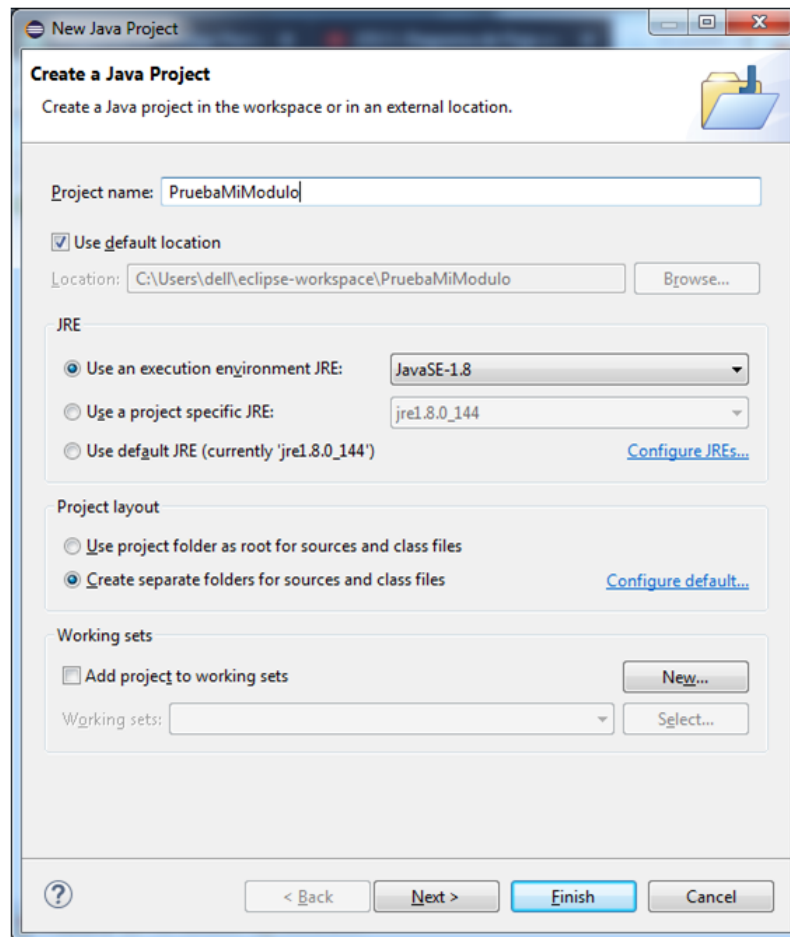 New Java Project
Create a Java Project
Create a Java project in the workspace or in an external location.
Project name: PruebaMiModulo
Use default location
Location: C:\Users\dell\eclipse-workspace\PruebaMiModulo Browse...
JRE
Use an execution environment JRE: JavaSE-1.8
Use a project specific JRE: jre1.8.0_144
Use default JRE (currently 'jre1.8.0_144') Configure JREs...
Project layout
Use project folder as root for sources and class files
Create separate folders for sources and class files Configure default...
Working sets
Add project to working sets New...
Working sets: Select...
? < Back Next > Finish Cancel